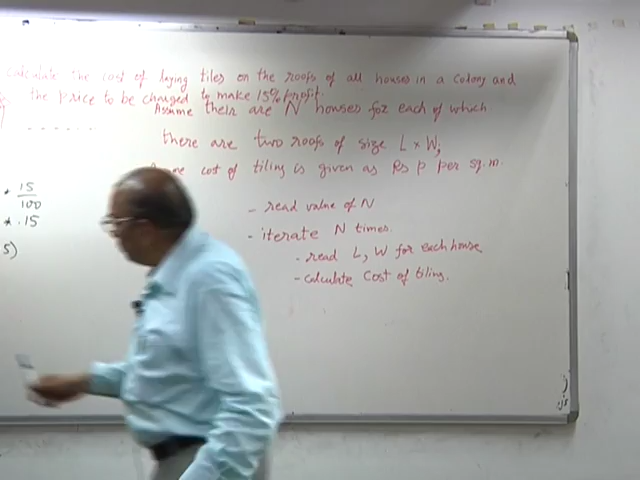 calculate the cost of laying tiles on the roofs of all houses in a colony and
the price to be charged to make 15% profit.
Assume their are N houses for each of which
there are two roofs of size L × W,
cost of tiling is given as Rs P per sq.m.
- read value of N
- iterate N times.
- read L, W for each house
- calculate cost of tiling.
* 15
100
* .15
5)